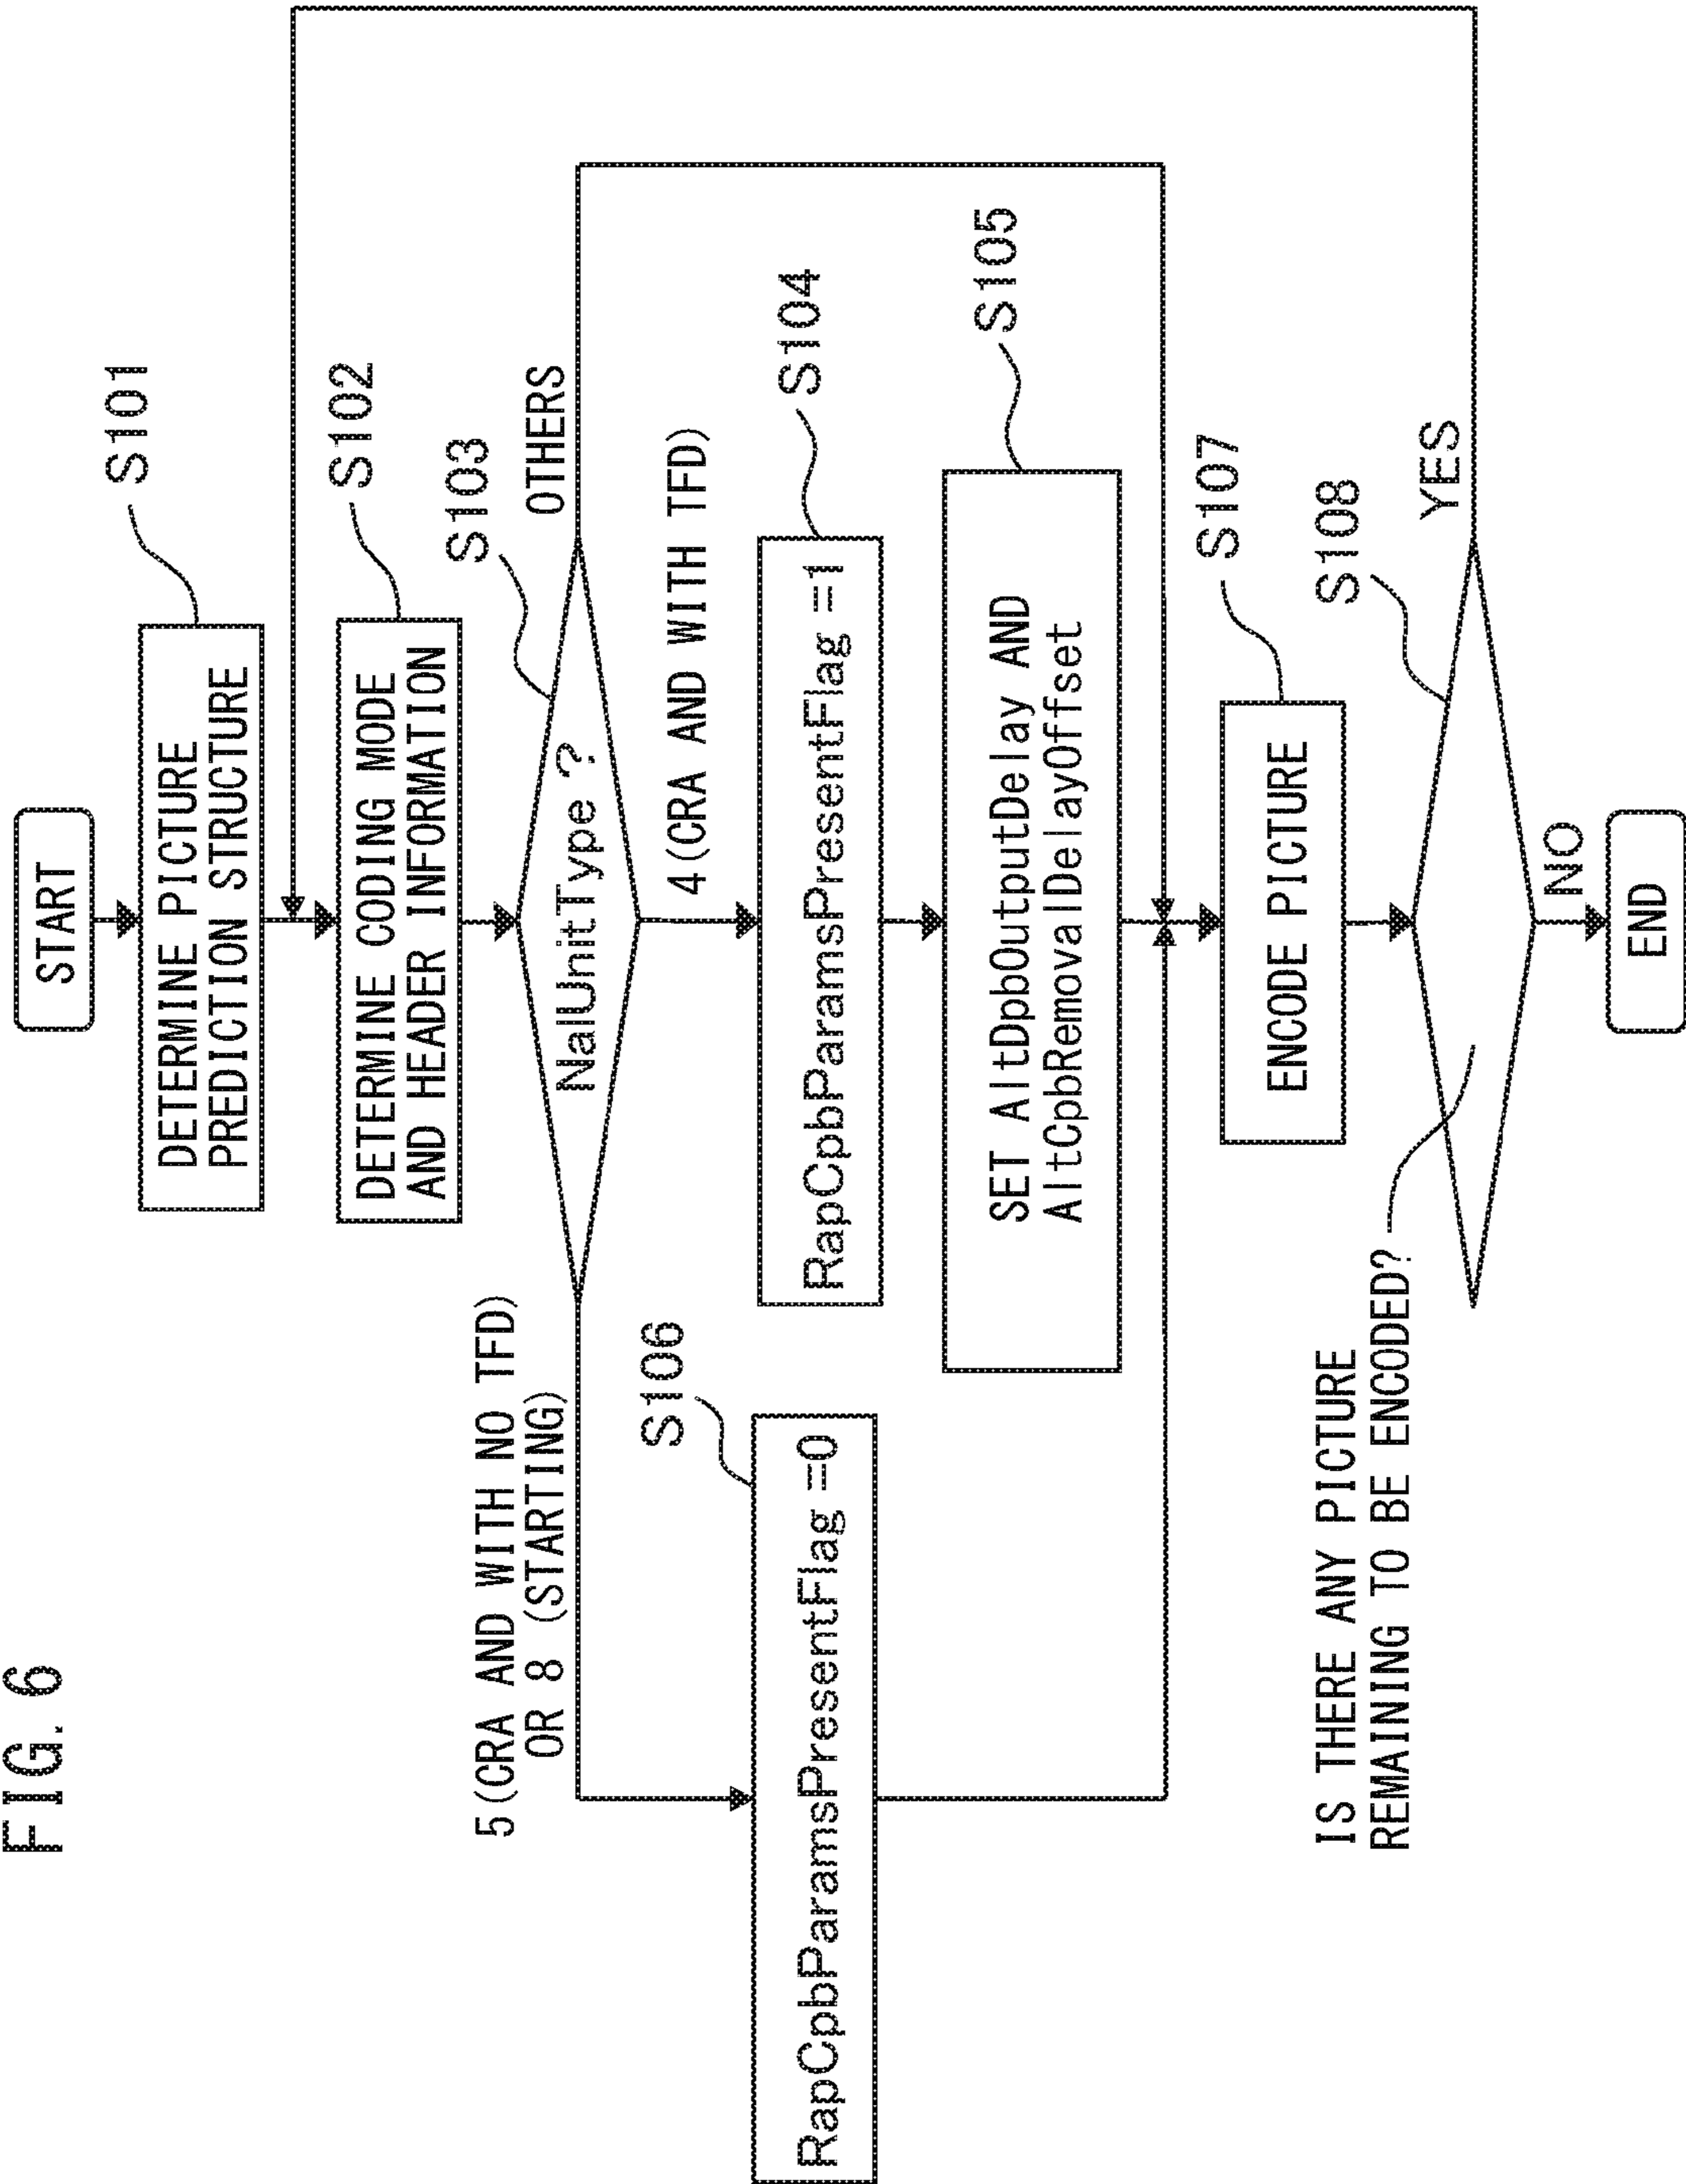 FIG. 6
START
DETERMINE PICTURE
PREDICTION STRUCTURE
S101
DETERMINE CODING MODE
AND HEADER INFORMATION
S102
NalUnitType ?
S103
OTHERS
5(CRA AND WITH NO TFD)
OR 8 (STARTING)
4(CRA AND WITH TFD)
S106
RapCpbParamsPresentFlag =0
RapCpbParamsPresentFlag =1
S104
SET AltDpbOutputDelay AND
AltCpbRemovalDelayOffset
S105
ENCODE PICTURE
S107
IS THERE ANY PICTURE
REMAINING TO BE ENCODED?
S108
YES
NO
END